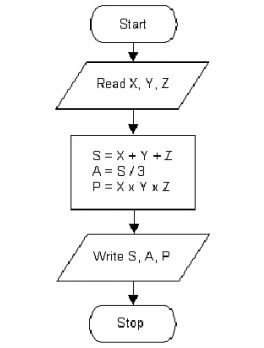 Start
Read X, Y, Z
S = X + Y + Z
A = S / 3
P = X x Y x Z
Write S, A, P
Stop